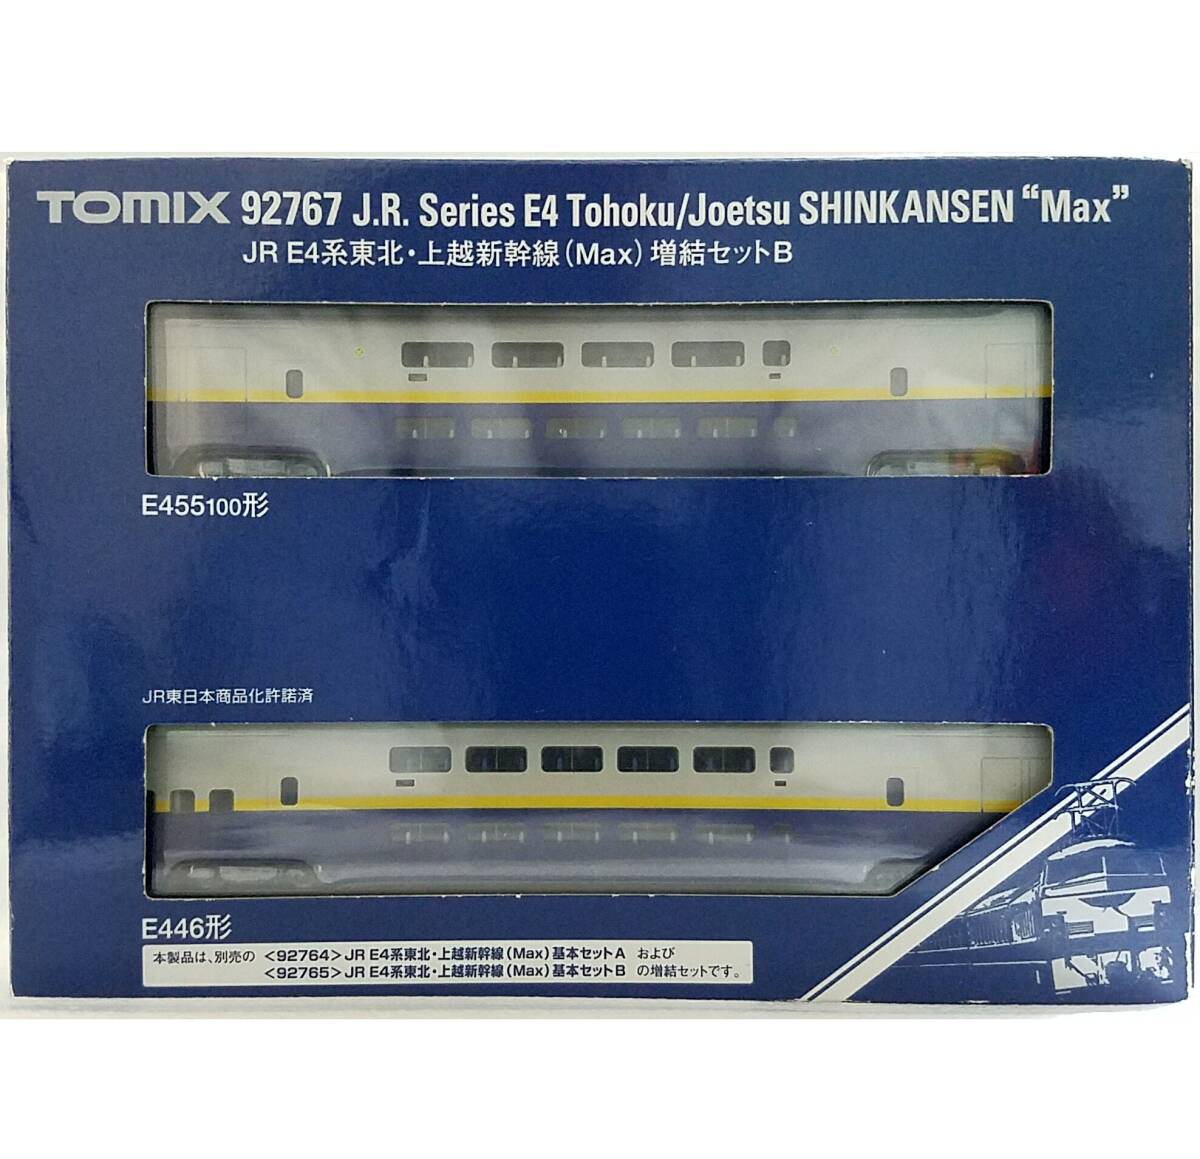 TOMIX 92767 J.R. Series E4 Tohoku/Joetsu SHINKANSEN “Max”
JR E4系東北・上越新幹線(Max)増結セットB
E455100形
JR東日本商品化許諾済
E446形
本製品は、別売の <92764>JR E4系東北・上越新幹線(Max)基本セットA および
<92765>JR E4系東北・上越新幹線(Max)基本セットB の増結セットです。